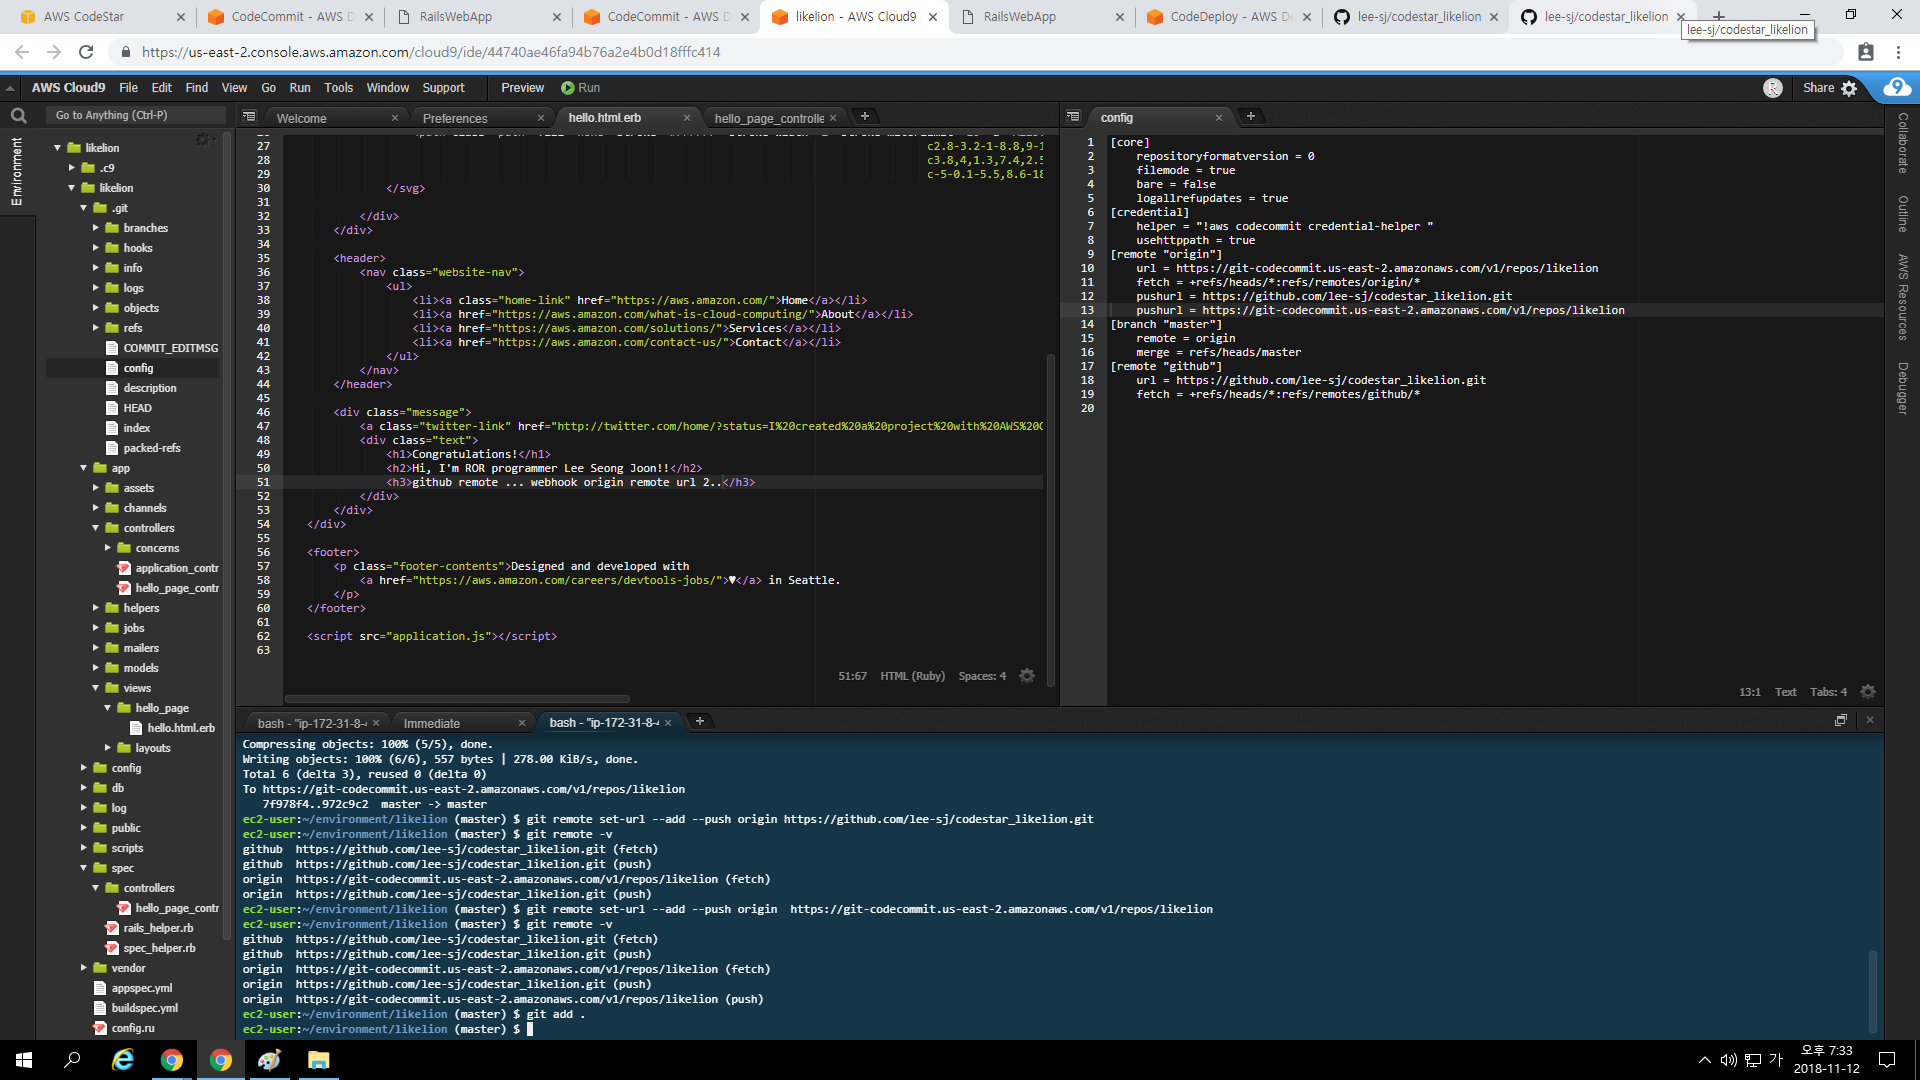 AWS CodeStar
CodeCommit - AWS D
RailsWebApp
CodeCommit - AWS D
likelion - AWS Cloud9
RailsWebApp
CodeDeploy - AWS De
lee-sj/codestar_likelion
lee-sj/codestar_likelion
lee-sj/codestar_likelion
https://us-east-2.console.aws.amazon.com/cloud9/ide/44740ae46fa94b76a2e4b0d18fffc414
AWS Cloud9 File Edit Find View Go Run Tools Window Support Preview Run
R
Share
9
Go to Anything (Ctrl-P)
Environment
likelion
.c9
likelion
.git
branches
hooks
info
logs
objects
refs
COMMIT_EDITMSG
config
description
HEAD
index
packed-refs
app
assets
channels
controllers
concerns
application_contr
hello_page_contr
helpers
jobs
mailers
models
views
hello_page
hello.html.erb
layouts
config
db
log
public
scripts
spec
controllers
hello_page_contr
rails_helper.rb
spec_helper.rb
vendor
appspec.yml
buildspec.yml
config.ru
Welcome
Preferences
hello.html.erb
hello_page_controlle
27 c2.8-3.2-1-8.8,9-1
28 c3.8,4,1.3,7.4,2.5
29 c-5-0.1-5.5,8.6-18
30 </svg>
31
32 </div>
33 </div>
34
35 <header>
36 <nav class="website-nav">
37 <ul>
38 <li><a class="home-link" href="https://aws.amazon.com/">Home</a></li>
39 <li><a href="https://aws.amazon.com/what-is-cloud-computing/">About</a></li>
40 <li><a href="https://aws.amazon.com/solutions/">Services</a></li>
41 <li><a href="https://aws.amazon.com/contact-us/">Contact</a></li>
42 </ul>
43 </nav>
44 </header>
45
46 <div class="message">
47 <a class="twitter-link" href="http://twitter.com/home/?status=I%20created%20a%20project%20with%20AWS%20C
48 <div class="text">
49 <h1>Congratulations!</h1>
50 <h2>Hi, I'm ROR programmer Lee Seong Joon!!</h2>
51 <h3>github remote ... webhook origin remote url 2..</h3>
52 </div>
53 </div>
54 </div>
55
56 <footer>
57 <p class="footer-contents">Designed and developed with
58 <a href="https://aws.amazon.com/careers/devtools-jobs/">♥</a> in Seattle.
59 </p>
60 </footer>
61
62 <script src="application.js"></script>
63
51:67 HTML (Ruby) Spaces: 4
config
1 [core]
2 repositoryformatversion = 0
3 filemode = true
4 bare = false
5 logallrefupdates = true
6 [credential]
7 helper = "!aws codecommit credential-helper "
8 usehttppath = true
9 [remote "origin"]
10 url = https://git-codecommit.us-east-2.amazonaws.com/v1/repos/likelion
11 fetch = +refs/heads/*:refs/remotes/origin/*
12 pushurl = https://github.com/lee-sj/codestar_likelion.git
13 pushurl = https://git-codecommit.us-east-2.amazonaws.com/v1/repos/likelion
14 [branch "master"]
15 remote = origin
16 merge = refs/heads/master
17 [remote "github"]
18 url = https://github.com/lee-sj/codestar_likelion.git
19 fetch = +refs/heads/*:refs/remotes/github/*
20
13:1 Text Tabs: 4
Collaborate
Outline
AWS Resources
Debugger
bash - "ip-172-31-8-4
Immediate
bash - "ip-172-31-8-4
Compressing objects: 100% (5/5), done.
Writing objects: 100% (6/6), 557 bytes | 278.00 KiB/s, done.
Total 6 (delta 3), reused 0 (delta 0)
To https://git-codecommit.us-east-2.amazonaws.com/v1/repos/likelion
7f978f4..972c9c2 master -> master
ec2-user:~/environment/likelion (master) $ git remote set-url --add --push origin https://github.com/lee-sj/codestar_likelion.git
ec2-user:~/environment/likelion (master) $ git remote -v
github https://github.com/lee-sj/codestar_likelion.git (fetch)
github https://github.com/lee-sj/codestar_likelion.git (push)
origin https://git-codecommit.us-east-2.amazonaws.com/v1/repos/likelion (fetch)
origin https://github.com/lee-sj/codestar_likelion.git (push)
ec2-user:~/environment/likelion (master) $ git remote set-url --add --push origin https://git-codecommit.us-east-2.amazonaws.com/v1/repos/likelion
ec2-user:~/environment/likelion (master) $ git remote -v
github https://github.com/lee-sj/codestar_likelion.git (fetch)
github https://github.com/lee-sj/codestar_likelion.git (push)
origin https://git-codecommit.us-east-2.amazonaws.com/v1/repos/likelion (fetch)
origin https://github.com/lee-sj/codestar_likelion.git (push)
origin https://git-codecommit.us-east-2.amazonaws.com/v1/repos/likelion (push)
ec2-user:~/environment/likelion (master) $ git add .
ec2-user:~/environment/likelion (master) $
가
오후 7:33
2018-11-12